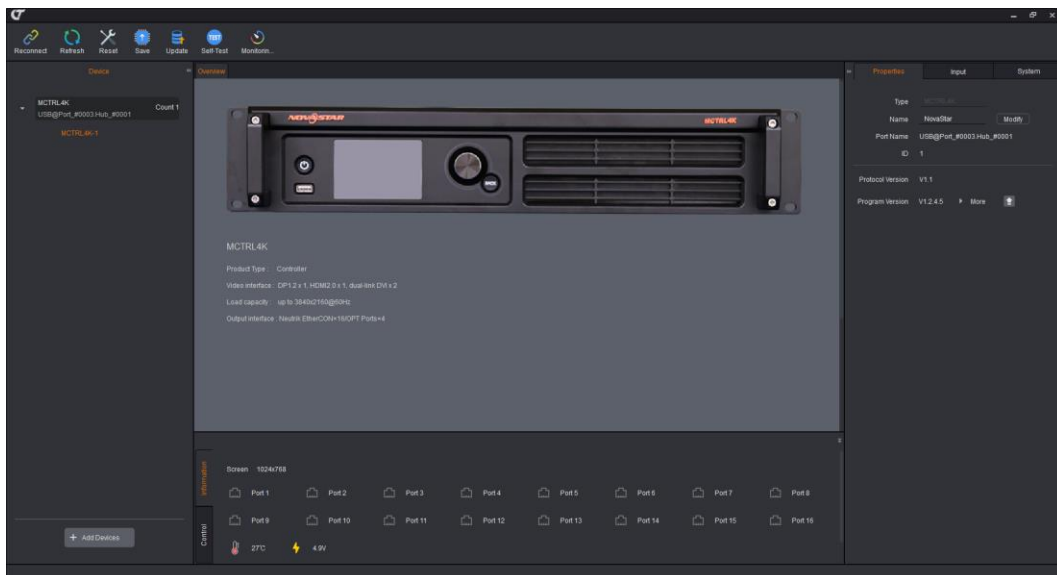 Reconnect Refresh Reset Save Update Self-Test Monitorin...
TEST
Device
MCTRL4K Count 1
USB@Port_#0003.Hub_#0001
MCTRL4K-1
+ Add Devices
Overview
NOVASTAR MCTRL4K
BACK
MCTRL4K
Product Type : Controller
Video interface : DP1.2 x 1, HDMI2.0 x 1, dual-link DVI x 2
Load capacity : up to 3840x2160@60Hz
Output interface : Neutrik EtherCON×16/OPT Ports×4
Information
Control
Screen 1024x768
Port 1 Port 2 Port 3 Port 4 Port 5 Port 6 Port 7 Port 8
Port 9 Port 10 Port 11 Port 12 Port 13 Port 14 Port 15 Port 16
27°C 4.9V
Properties Input System
Type MCTRL4K
Name NovaStar Modify
Port Name USB@Port_#0003.Hub_#0001
ID 1
Protocol Version V1.1
Program Version V1.2.4.5 More